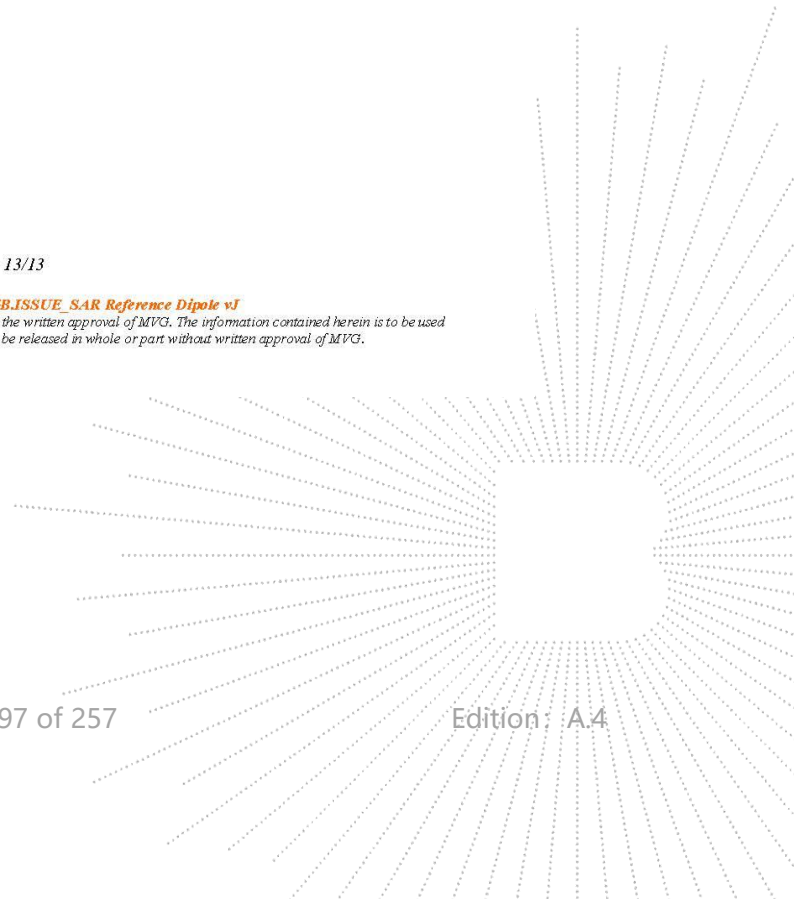 13/13
B.ISSUE_SAR Reference Dipole vJ
the written approval of MVG. The information contained herein is to be used
be released in whole or part without written approval of MVG.
97 of 257 Edition: A.4